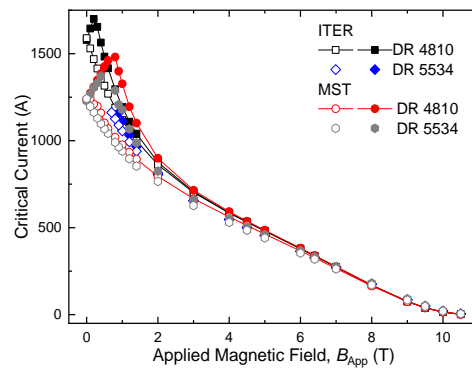 ITER
DR 4810
DR 5534
MST
DR 4810
DR 5534
1500
1000
500
0
0 2 4 6 8 10
Critical Current (A)
Applied Magnetic Field, B_App (T)